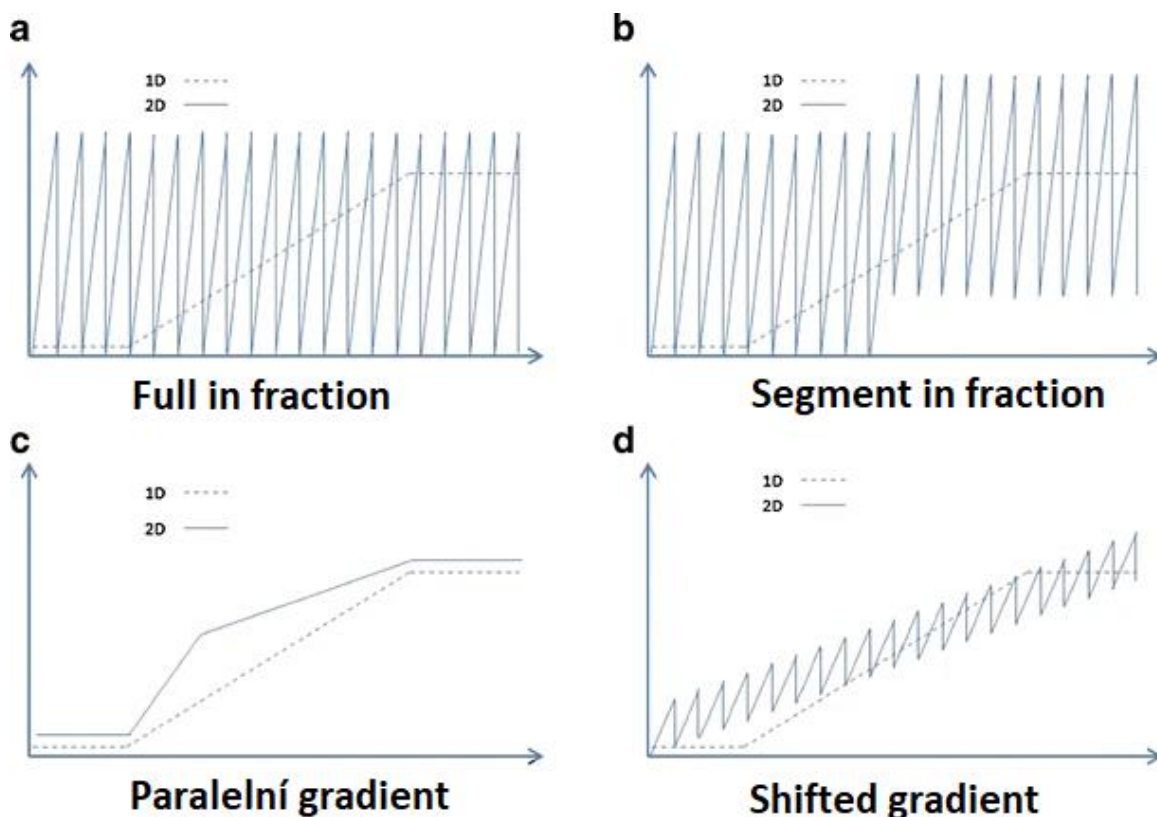 a
1D
2D
Full in fraction
b
1D
2D
Segment in fraction
c
1D
2D
Paralelní gradient
d
1D
2D
Shifted gradient